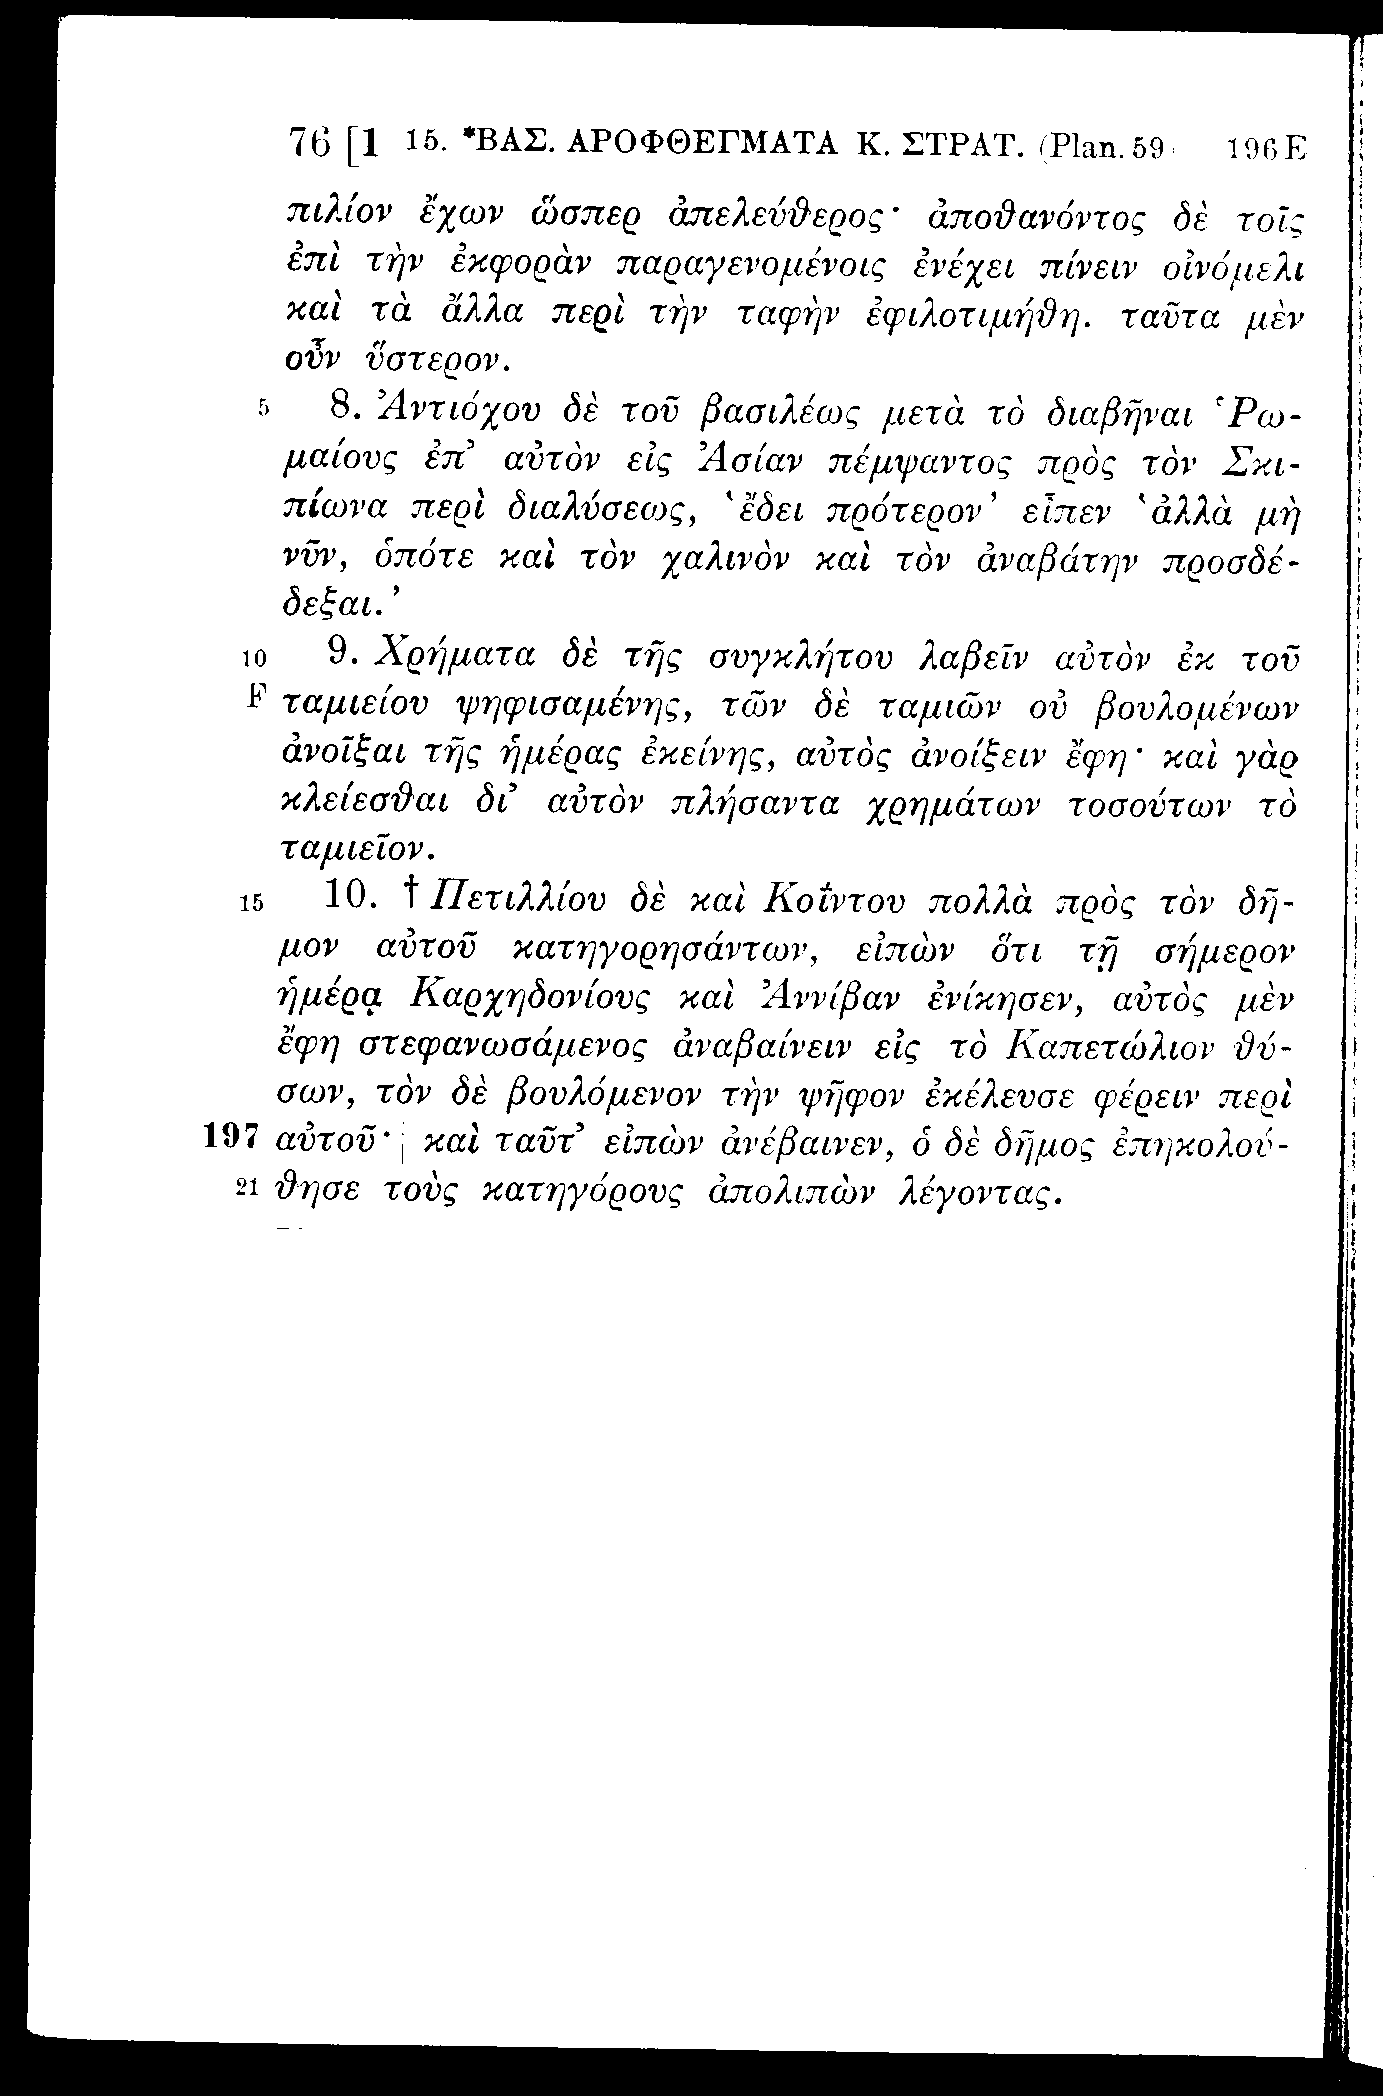 76 [1 15. *ΒΑΣ. ΑΡΟΦΘΕΓΜΑΤΑ Κ. ΣΤΡΑΤ. (Plan. 59 196 E
πιλίον ἔχων ὥσπερ ἀπελεύθερος· ἀποθανόντος δὲ τοῖς
ἐπὶ τὴν ἐκφορὰν παραγενομένοις ἐνέχει πίνειν οἰνόμελι
καὶ τὰ ἄλλα περὶ τὴν ταφὴν ἐφιλοτιμήθη. ταῦτα μὲν
οὖν ὕστερον.
5 8. Ἀντιόχου δὲ τοῦ βασιλέως μετὰ τὸ διαβῆναι Ῥω-
μαίους ἐπ’ αὐτὸν εἰς Ἀσίαν πέμψαντος πρὸς τὸν Σκι-
πίωνα περὶ διαλύσεως, ‘ἔδει πρότερον’ εἶπεν ‘ἀλλὰ μὴ
νῦν, ὁπότε καὶ τὸν χαλινὸν καὶ τὸν ἀναβάτην προσδέ-
δεξαι.’
10 9. Χρήματα δὲ τῆς συγκλήτου λαβεῖν αὐτὸν ἐκ τοῦ
F ταμιείου ψηφισαμένης, τῶν δὲ ταμιῶν οὐ βουλομένων
ἀνοῖξαι τῆς ἡμέρας ἐκείνης, αὐτὸς ἀνοίξειν ἔφη· καὶ γὰρ
κλείεσθαι δι’ αὐτὸν πλήσαντα χρημάτων τοσούτων τὸ
ταμιεῖον.
15 10. † Πετιλλίου δὲ καὶ Κοΐντου πολλὰ πρὸς τὸν δῆ-
μον αὐτοῦ κατηγορησάντων, εἰπὼν ὅτι τῇ σήμερον
ἡμέρᾳ Καρχηδονίους καὶ Ἀννίβαν ἐνίκησεν, αὐτὸς μὲν
ἔφη στεφανωσάμενος ἀναβαίνειν εἰς τὸ Καπετώλιον θύ-
σων, τὸν δὲ βουλόμενον τὴν ψῆφον ἐκέλευσε φέρειν περὶ
197 αὐτοῦ· | καὶ ταῦτ’ εἰπὼν ἀνέβαινεν, ὁ δὲ δῆμος ἐπηκολού-
21 θησε τοὺς κατηγόρους ἀπολιπὼν λέγοντας.